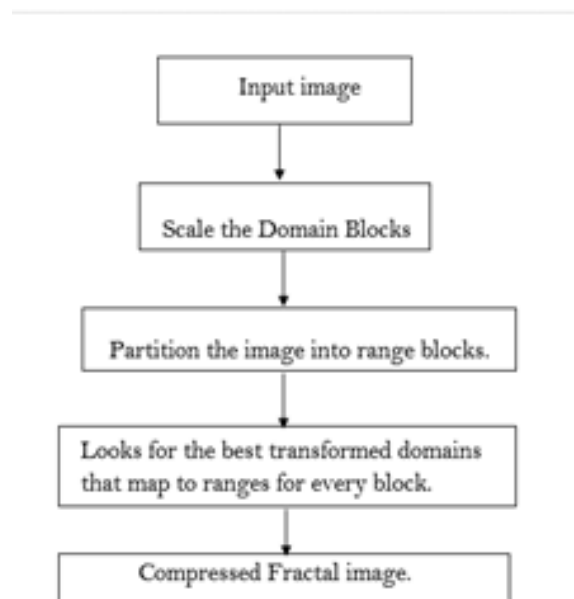 Input image
Scale the Domain Blocks
Partition the image into range blocks.
Looks for the best transformed domains
that map to ranges for every block.
Compressed Fractal image.